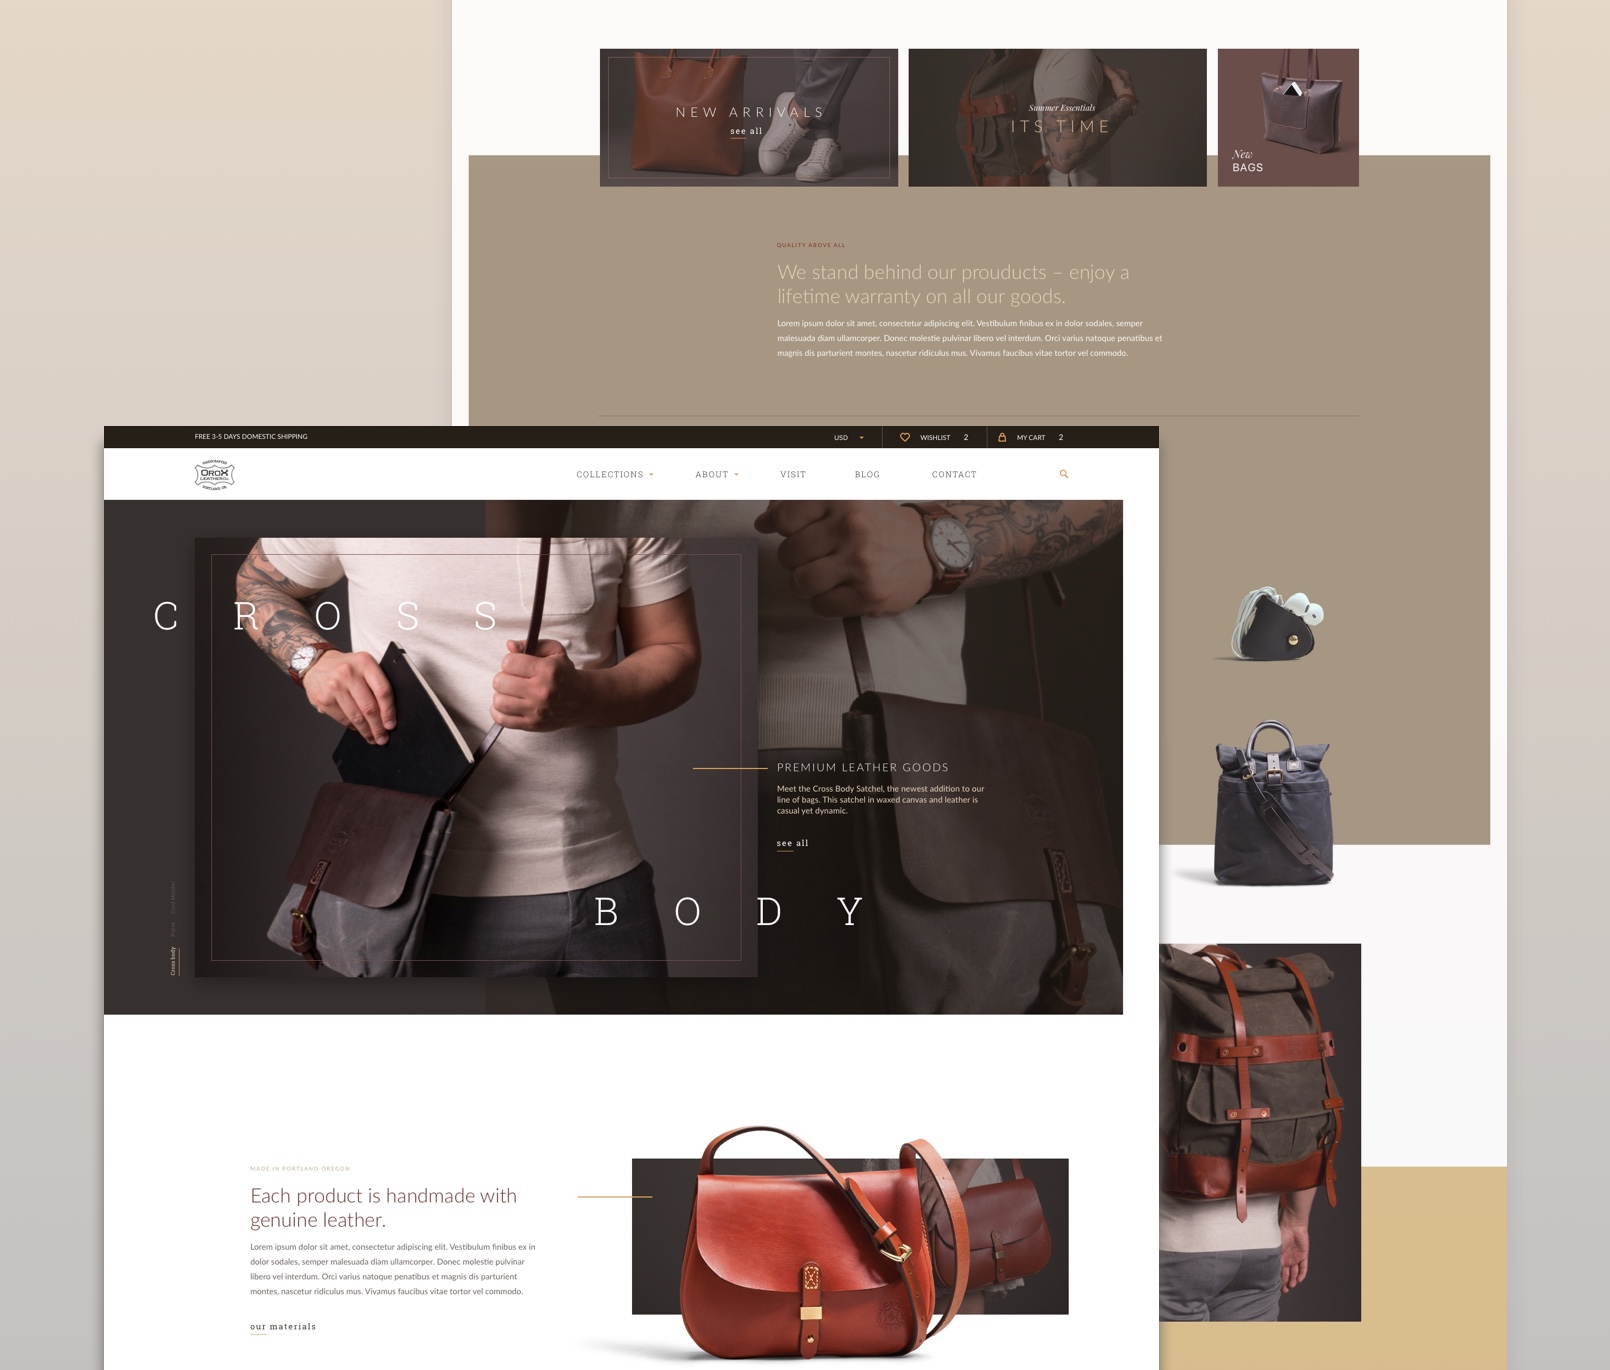 NEW ARRIVALS
see all
Summer Essentials
ITS TIME
New
BAGS
QUALITY ABOVE ALL
We stand behind our prouducts – enjoy a
lifetime warranty on all our goods.
Lorem ipsum dolor sit amet, consectetur adipiscing elit. Vestibulum finibus ex in dolor sodales, semper
malesuada diam ullamcorper. Donec molestie pulvinar libero vel interdum. Orci varius natoque penatibus et
magnis dis parturient montes, nascetur ridiculus mus. Vivamus faucibus vitae tortor vel commodo.
FREE 3-5 DAYS DOMESTIC SHIPPING
USD
WISHLIST 2
MY CART 2
HANDCRAFTED
OROX
LEATHER Co.
PORTLAND, OR
COLLECTIONS
ABOUT
VISIT
BLOG
CONTACT
CROSS
PREMIUM LEATHER GOODS
Meet the Cross Body Satchel, the newest addition to our
line of bags. This satchel in waxed canvas and leather is
casual yet dynamic.
see all
BODY
Cross body
MADE IN PORTLAND OREGON
Each product is handmade with
genuine leather.
Lorem ipsum dolor sit amet, consectetur adipiscing elit. Vestibulum finibus ex in
dolor sodales, semper malesuada diam ullamcorper. Donec molestie pulvinar
libero vel interdum. Orci varius natoque penatibus et magnis dis parturient
montes, nascetur ridiculus mus. Vivamus faucibus vitae tortor vel commodo.
our materials